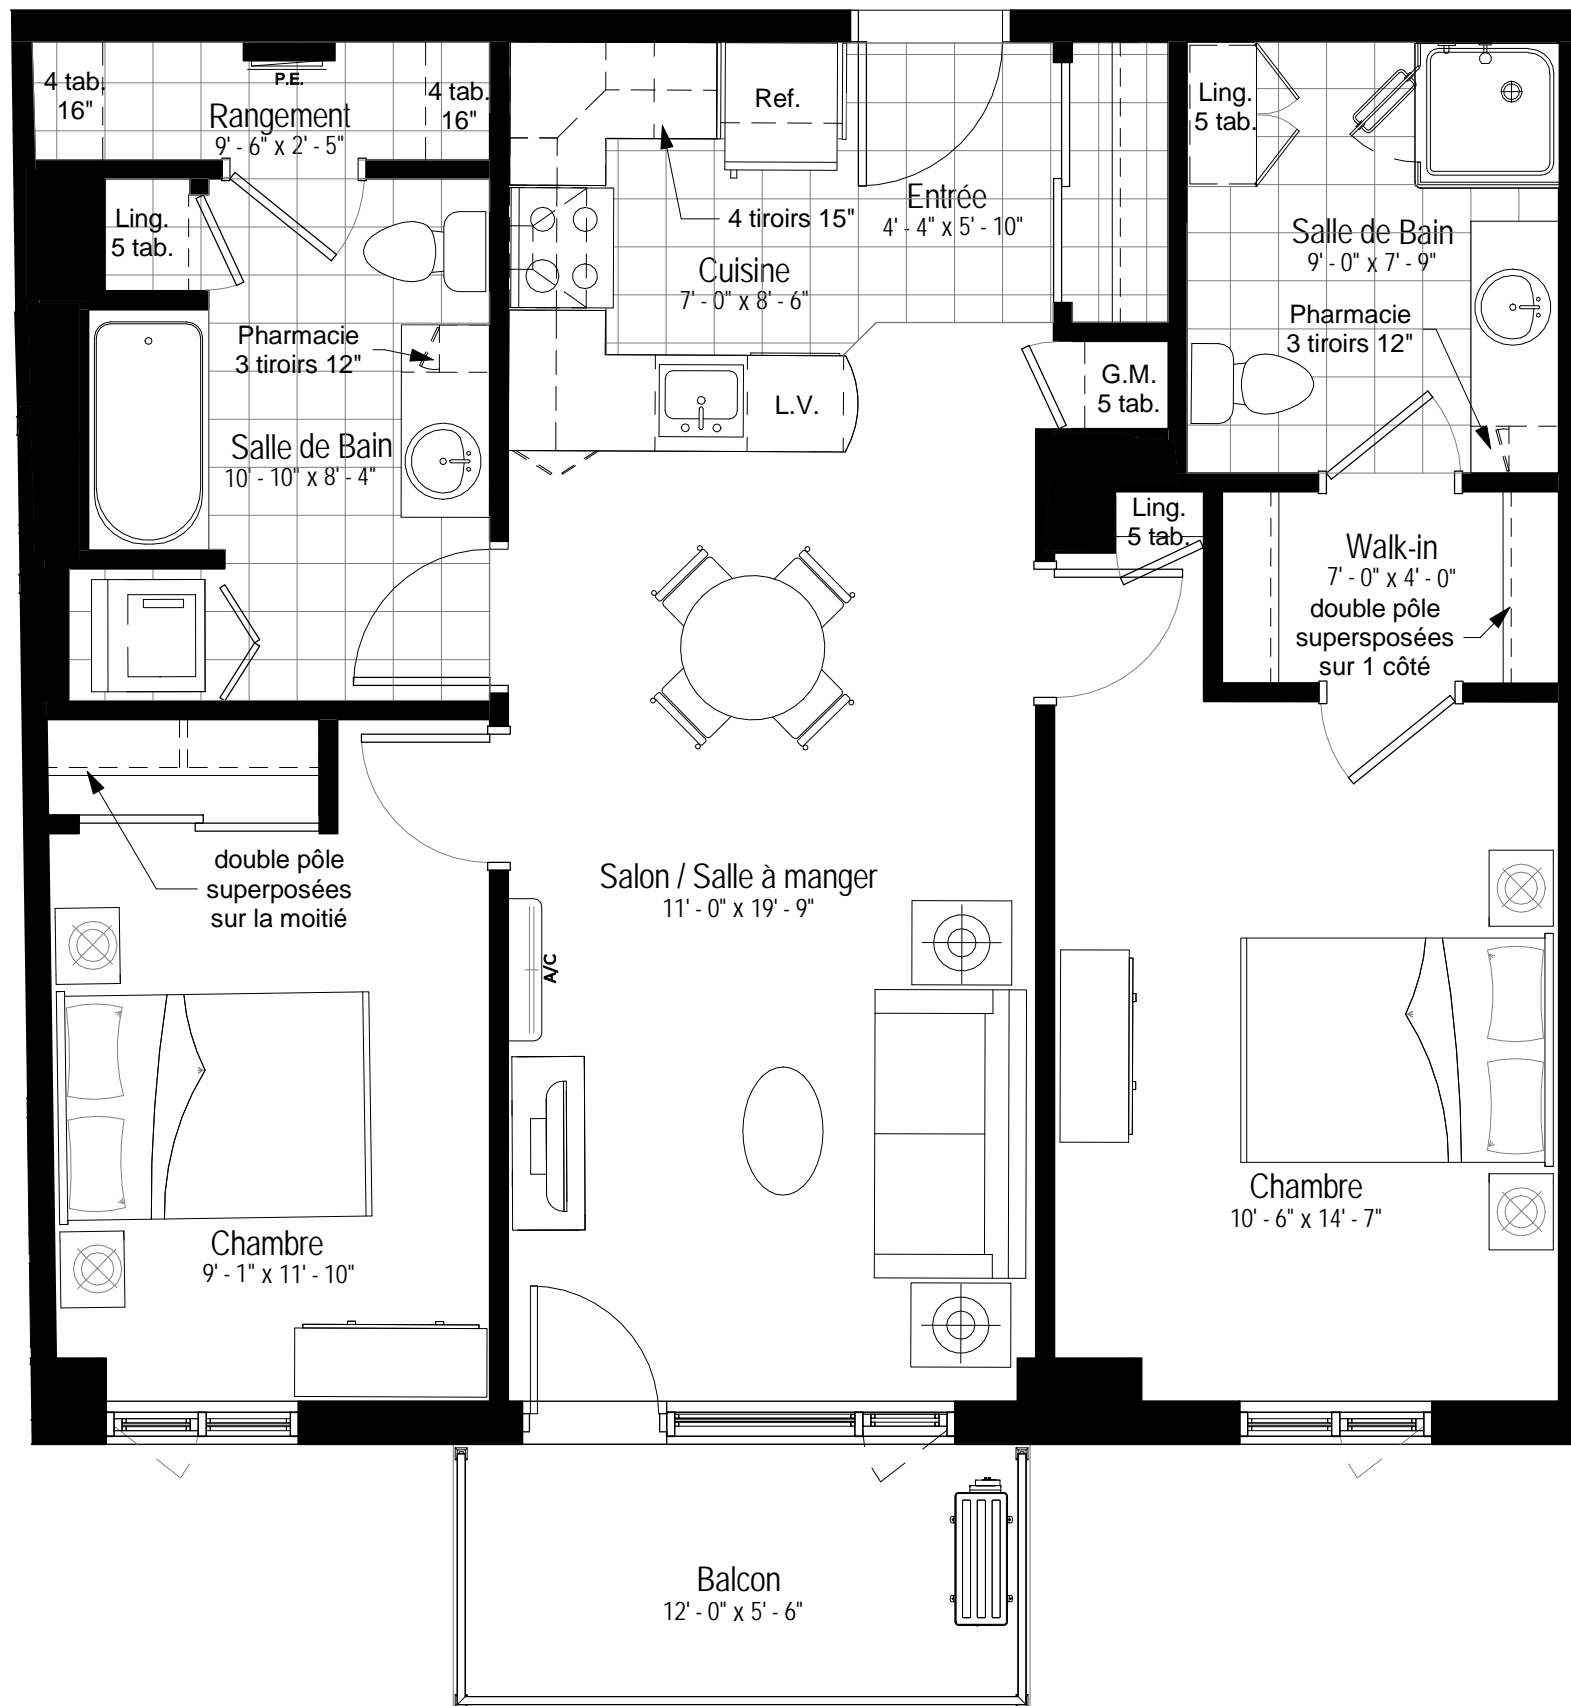 4 tab.
16"
P.E.
Rangement
9' - 6" x 2' - 5"
4 tab.
16"
Ref.
Ling.
5 tab.
Ling.
5 tab.
4 tiroirs 15"
Entrée
4' - 4" x 5' - 10"
Salle de Bain
9' - 0" x 7' - 9"
Cuisine
7' - 0" x 8' - 6"
Pharmacie
3 tiroirs 12"
Pharmacie
3 tiroirs 12"
G.M.
5 tab.
L.V.
Salle de Bain
10' - 10" x 8' - 4"
Ling.
5 tab.
Walk-in
7' - 0" x 4' - 0"
double pôle
supersposées
sur 1 côté
double pôle
superposées
sur la moitié
Salon / Salle à manger
11' - 0" x 19' - 9"
A/C
Chambre
10' - 6" x 14' - 7"
Chambre
9' - 1" x 11' - 10"
Balcon
12' - 0" x 5' - 6"